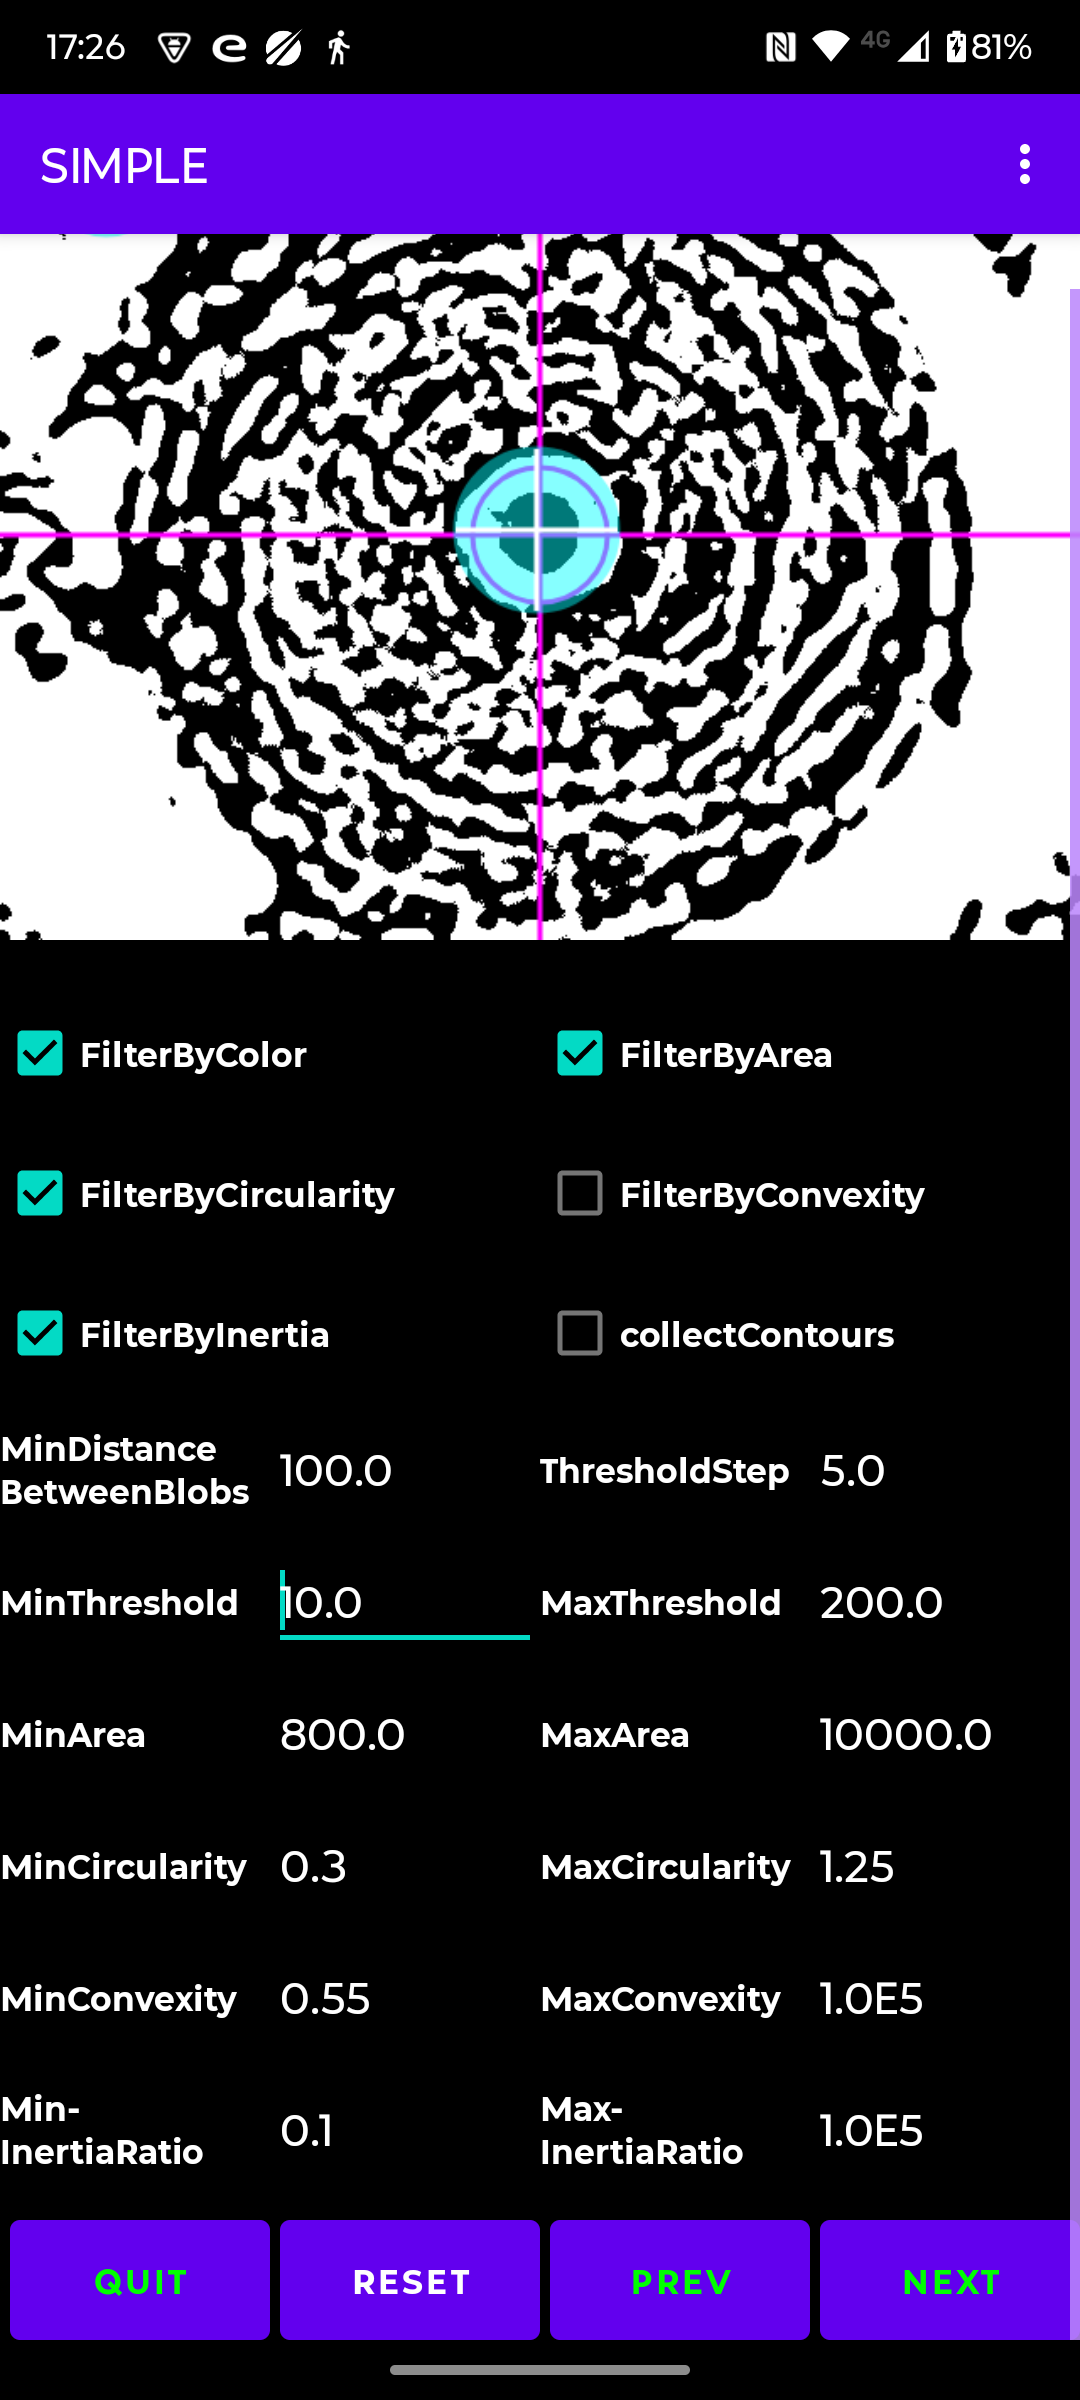 17:26 4G 81%
SIMPLE
FilterByColor FilterByArea
FilterByCircularity FilterByConvexity
FilterByInertia collectContours
MinDistance
BetweenBlobs 100.0 ThresholdStep 5.0
MinThreshold 10.0 MaxThreshold 200.0
MinArea 800.0 MaxArea 10000.0
MinCircularity 0.3 MaxCircularity 1.25
MinConvexity 0.55 MaxConvexity 1.0E5
Min-
InertiaRatio 0.1 Max-
InertiaRatio 1.0E5
QUIT RESET PREV NEXT